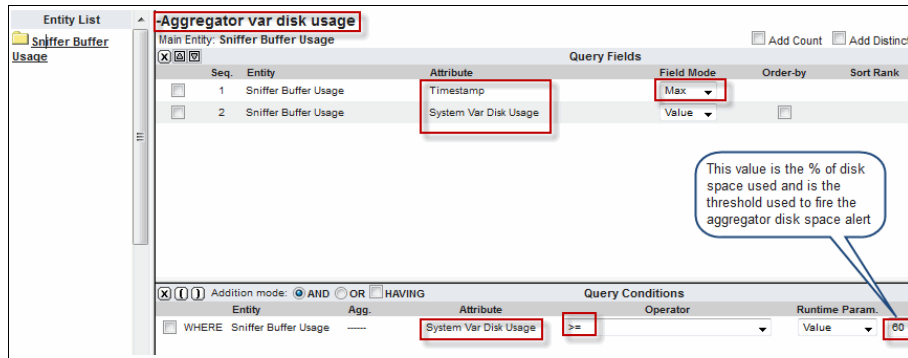 Entity List
Sniffer Buffer
Usage
-Aggregator var disk usage
Main Entity: Sniffer Buffer Usage
Add Count Add Distinct
Query Fields
Seq. Entity Attribute Field Mode Order-by Sort Rank
1 Sniffer Buffer Usage Timestamp Max
2 Sniffer Buffer Usage System Var Disk Usage Value
This value is the % of disk
space used and is the
threshold used to fire the
aggregator disk space alert
Addition mode: AND OR HAVING Query Conditions
Entity Agg. Attribute Operator Runtime Param.
WHERE Sniffer Buffer Usage ----- System Var Disk Usage >= Value 60